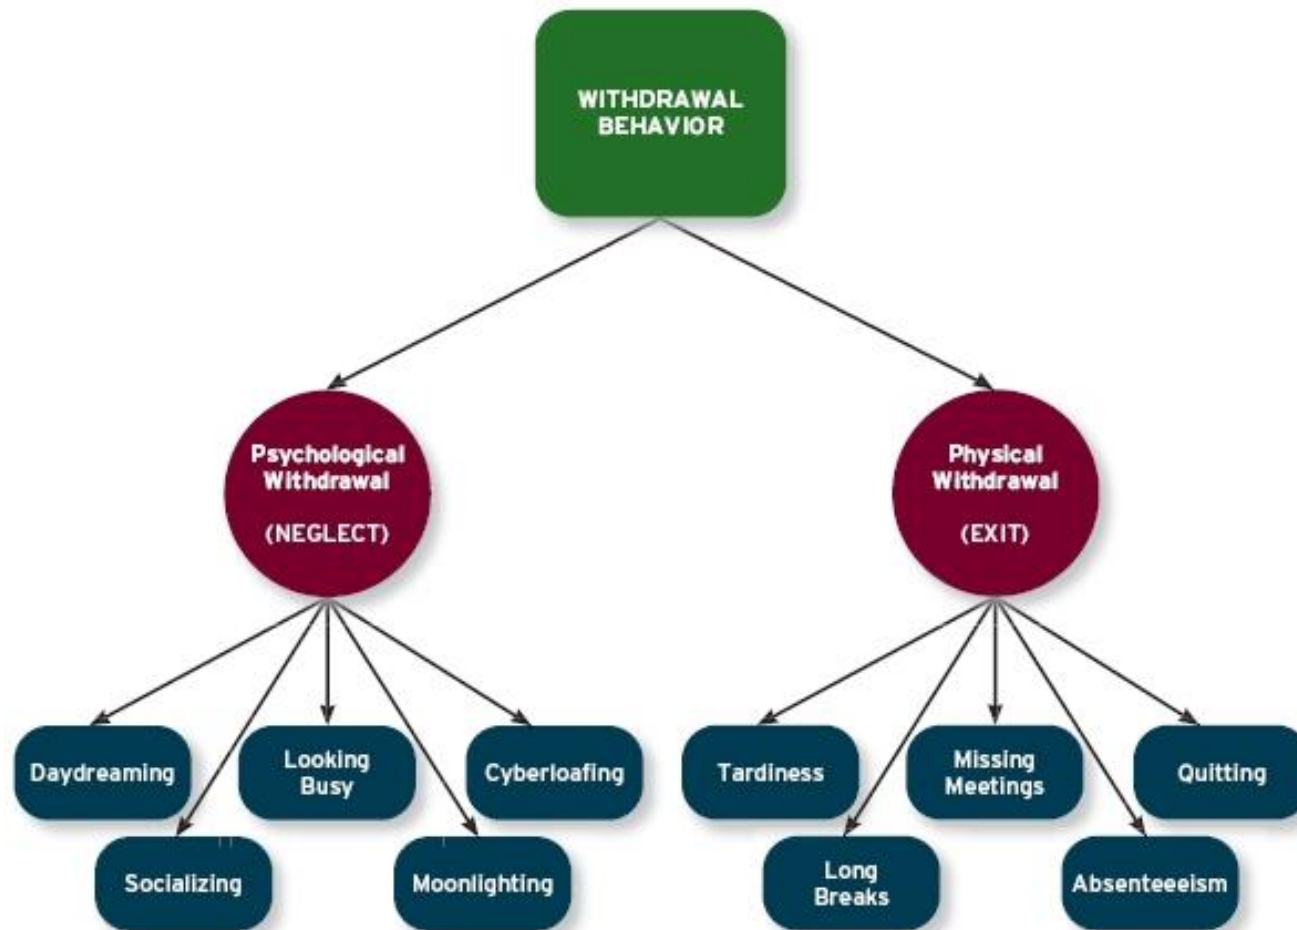 WITHDRAWAL
BEHAVIOR
Psychological
Withdrawal
(NEGLECT)
Physical
Withdrawal
(EXIT)
Daydreaming
Looking
Busy
Cyberloafing
Socializing
Moonlighting
Tardiness
Missing
Meetings
Quitting
Long
Breaks
Absenteeeism